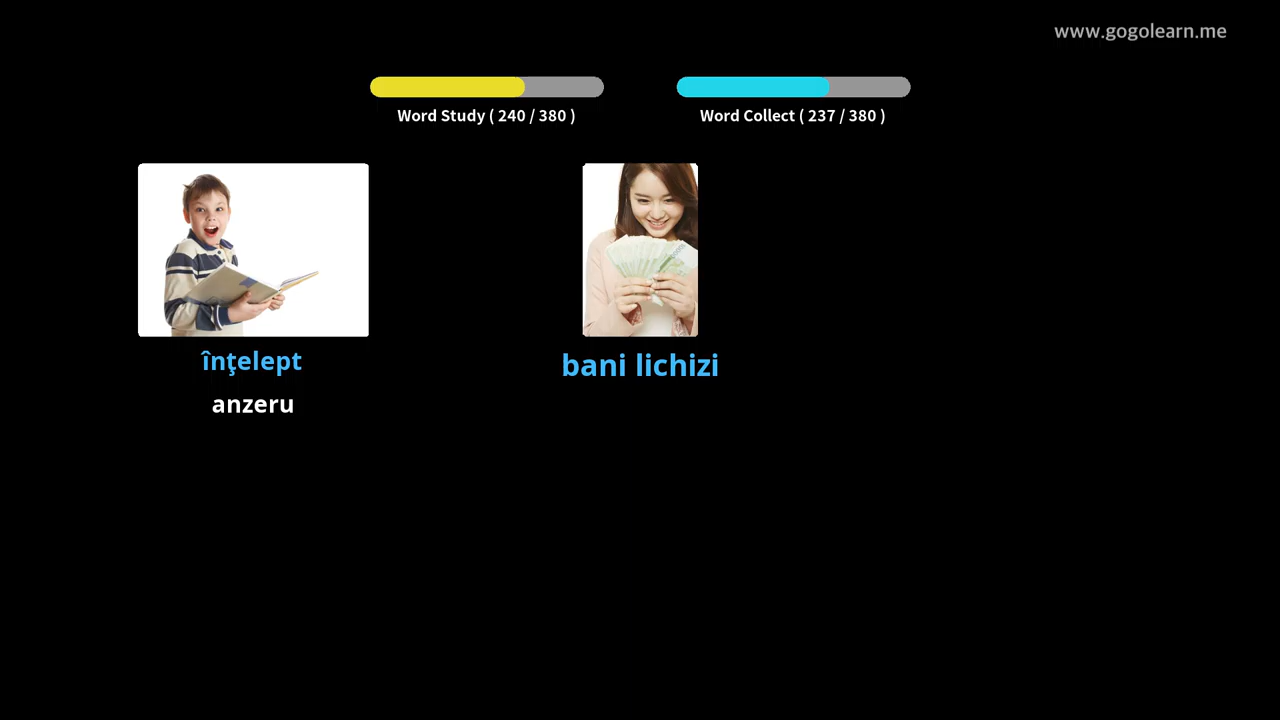 www.gogolearn.me
Word Study ( 240 / 380 )
Word Collect ( 237 / 380 )
înţelept
anzeru
bani lichizi